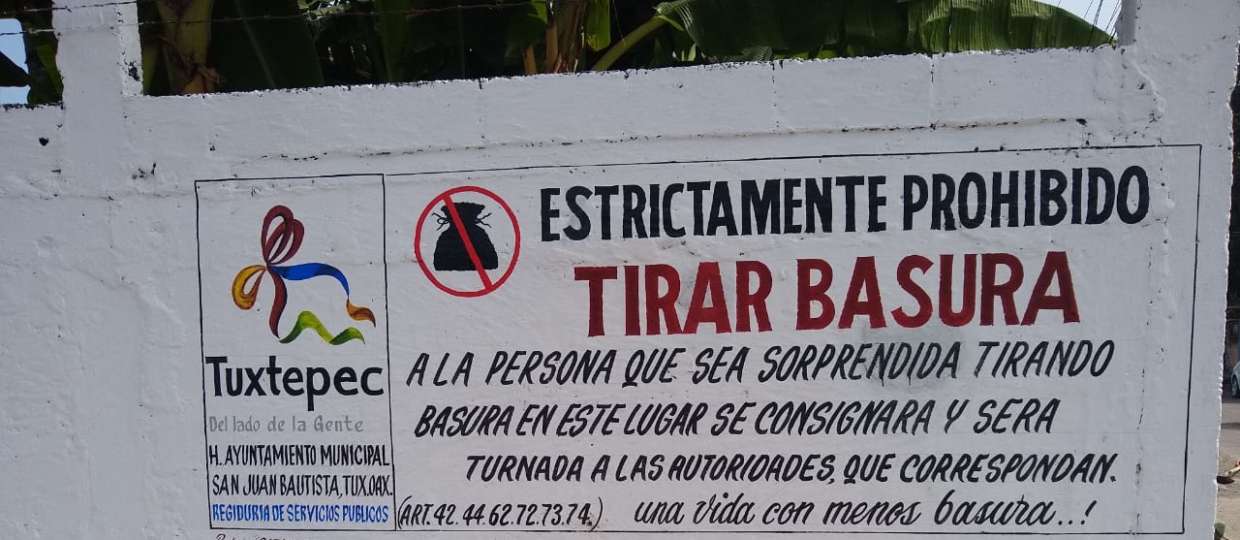 ESTRICTAMENTE PROHIBIDO
TIRAR BASURA
A LA PERSONA QUE SEA SORPRENDIDA TIRANDO
BASURA EN ESTE LUGAR SE CONSIGNARA Y SERA
TURNADA A LAS AUTORIDADES, QUE CORRESPONDAN.
(ART. 42. 44. 62. 72. 73. 74.) una vida con menos basura..!
Tuxtepec
Del lado de la Gente
H. AYUNTAMIENTO MUNICIPAL
SAN JUAN BAUTISTA, TUX. OAX.
REGIDURIA DE SERVICIOS PUBLICOS